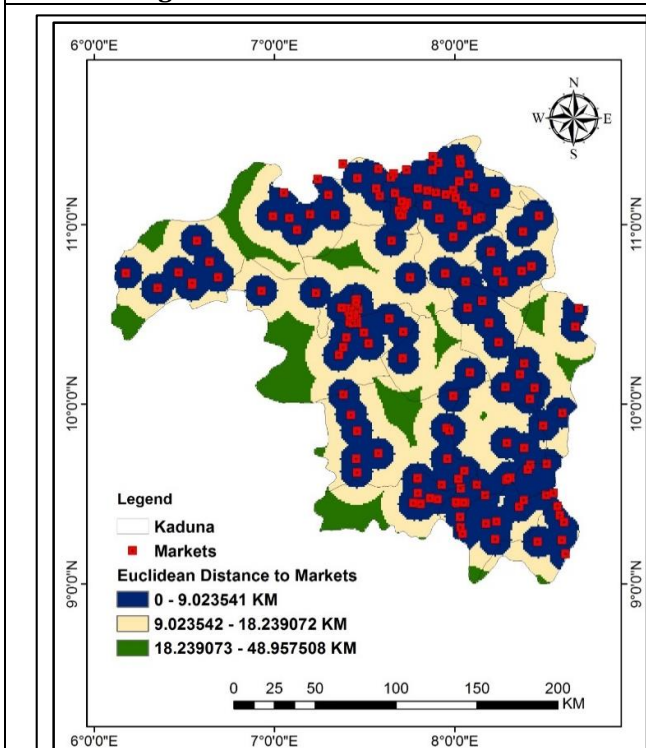 6°0'0"E 7°0'0"E 8°0'0"E
N
W E
S
11°0'0"N 11°0'0"N
10°0'0"N 10°0'0"N
9°0'0"N 9°0'0"N
Legend
Kaduna
Markets
Euclidean Distance to Markets
0 - 9.023541 KM
9.023542 - 18.239072 KM
18.239073 - 48.957508 KM
0 25 50 100 150 200
KM
6°0'0"E 7°0'0"E 8°0'0"E